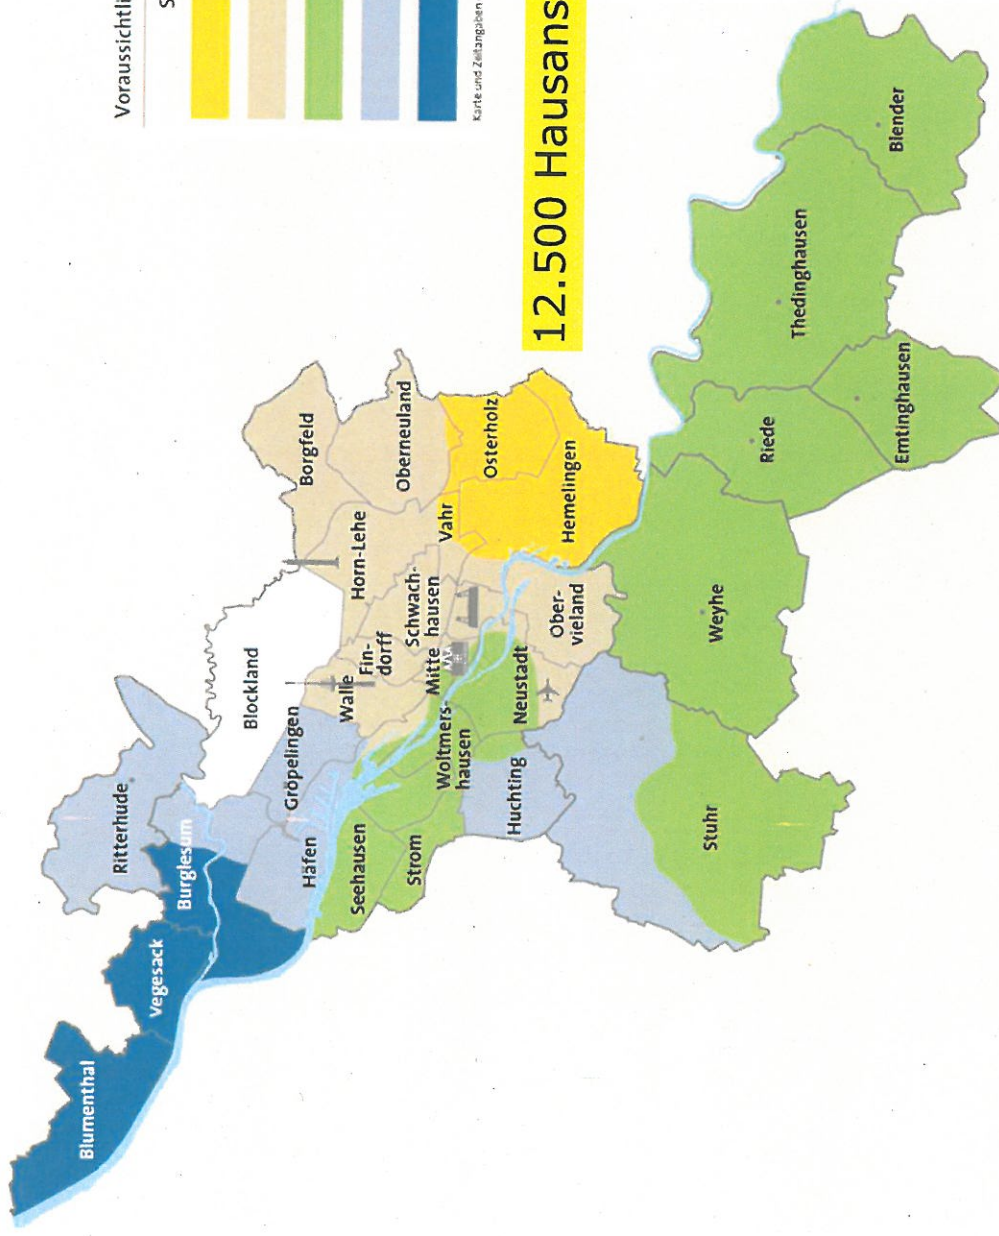 Voraussichtli
S
Blumenthal
Ritterhude
Vegesack
Burglesum
Blockland
Gröpelingen
Borgfeld
Häfen
Walle
Horn-Lehe
Seehausen
Fin-
dorff
Oberneuland
Schwach-
hausen
Strom
Mitte
Vahr
Woltmers-
hausen
Karte und Zeitangaben
Osterholz
Huchting
Neustadt
12.500 Hausans
Ober-
vieland
Hemelingen
Stuhr
Weyhe
Riede
Thedinghausen
Blender
Emtinghausen